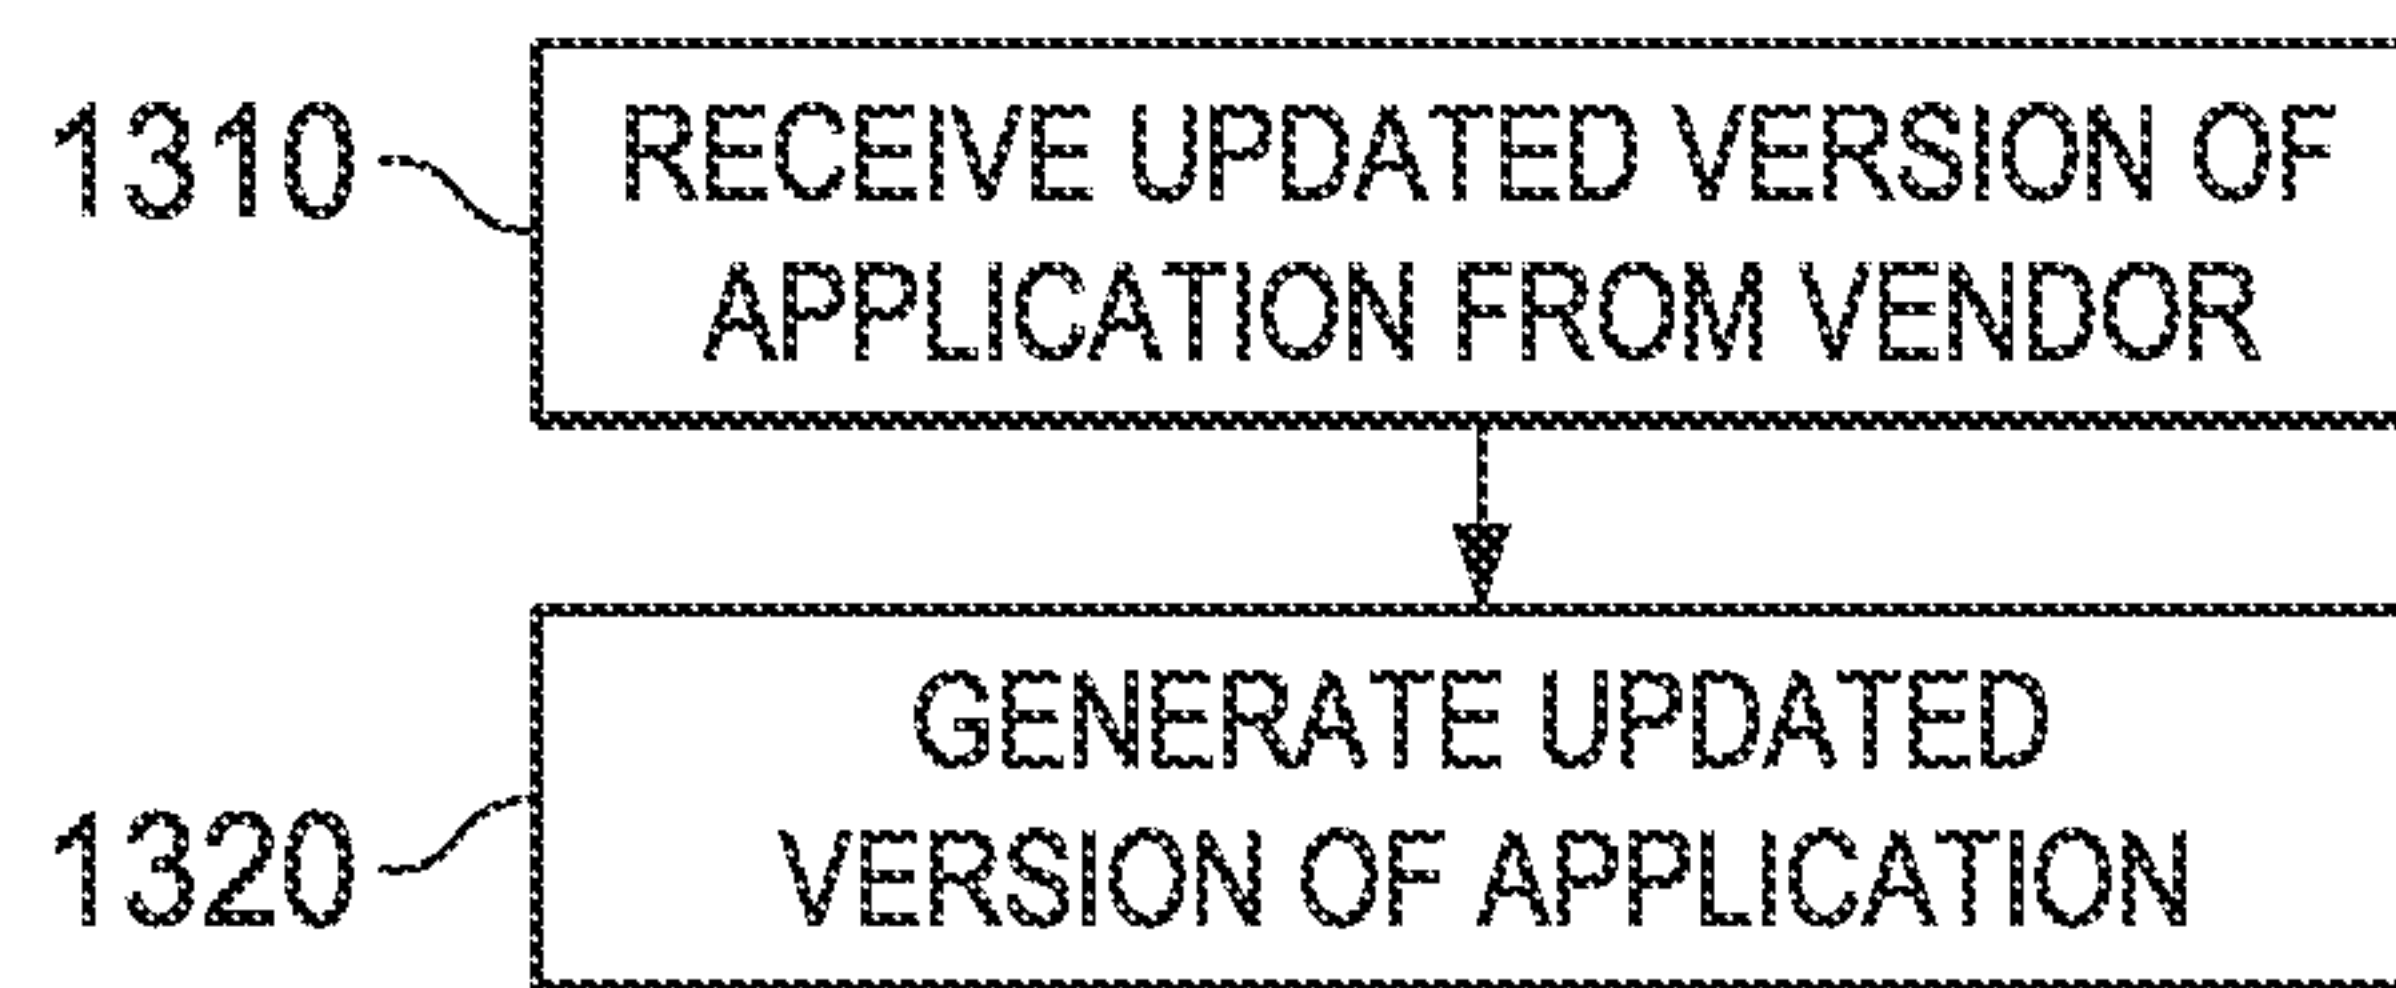 1310
RECEIVE UPDATED VERSION OF
APPLICATION FROM VENDOR
GENERATE UPDATED
1320
VERSION OF APPLICATION